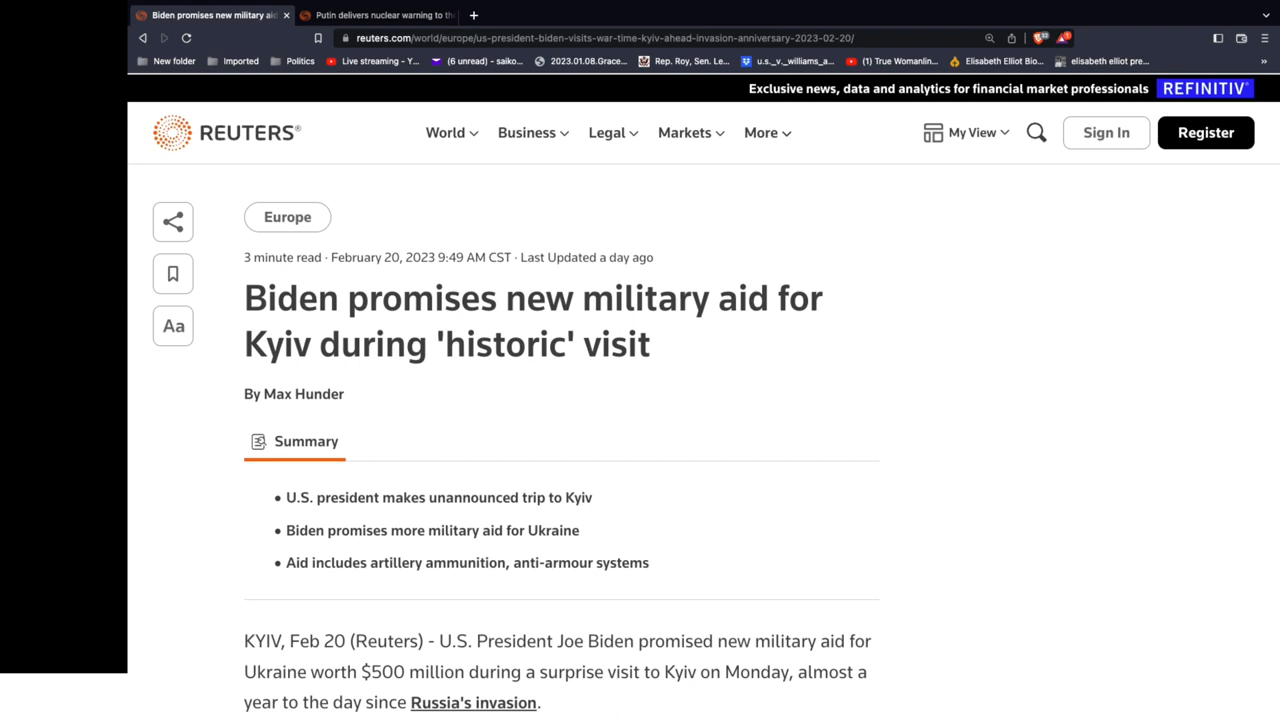 Biden promises new military aid
Putin delivers nuclear warning to th
reuters.com/world/europe/us-president-biden-visits-war-time-kyiv-ahead-invasion-anniversary-2023-02-20/
New folder Imported Politics Live streaming - Y... (6 unread) - saiko... 2023.01.08.Grace... Rep. Roy, Sen. Le... u.s._v._williams_a... (1) True Womanlin... Elisabeth Elliot Bio... elisabeth elliot pre... »
Exclusive news, data and analytics for financial market professionals REFINITIV
REUTERS® World Business Legal Markets More My View Sign In Register
Europe
3 minute read · February 20, 2023 9:49 AM CST · Last Updated a day ago
Biden promises new military aid for
Kyiv during 'historic' visit
Aa
By Max Hunder
Summary
• U.S. president makes unannounced trip to Kyiv
• Biden promises more military aid for Ukraine
• Aid includes artillery ammunition, anti-armour systems
KYIV, Feb 20 (Reuters) - U.S. President Joe Biden promised new military aid for
Ukraine worth $500 million during a surprise visit to Kyiv on Monday, almost a
year to the day since Russia's invasion.